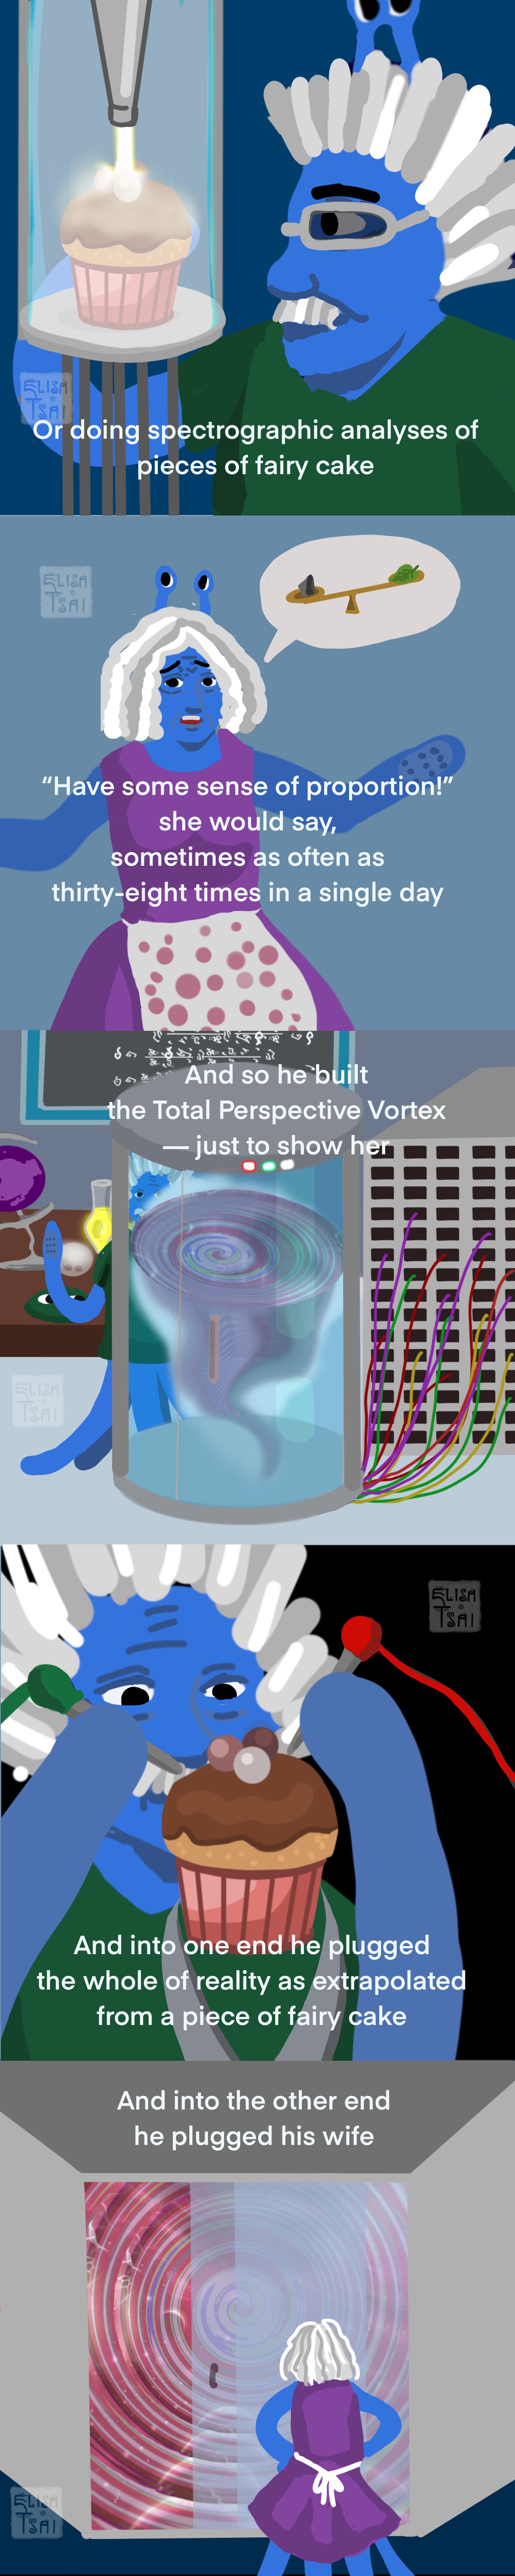 Or doing spectrographic analyses of
pieces of fairy cake
ELISA
TSAI
ELISA
TSAI
“Have some sense of proportion!”
she would say,
sometimes as often as
thirty-eight times in a single day
And so he built
the Total Perspective Vortex
— just to show her
ELISA
TSAI
ELISA
TSAI
And into one end he plugged
the whole of reality as extrapolated
from a piece of fairy cake
And into the other end
he plugged his wife
ELISA
TSAI